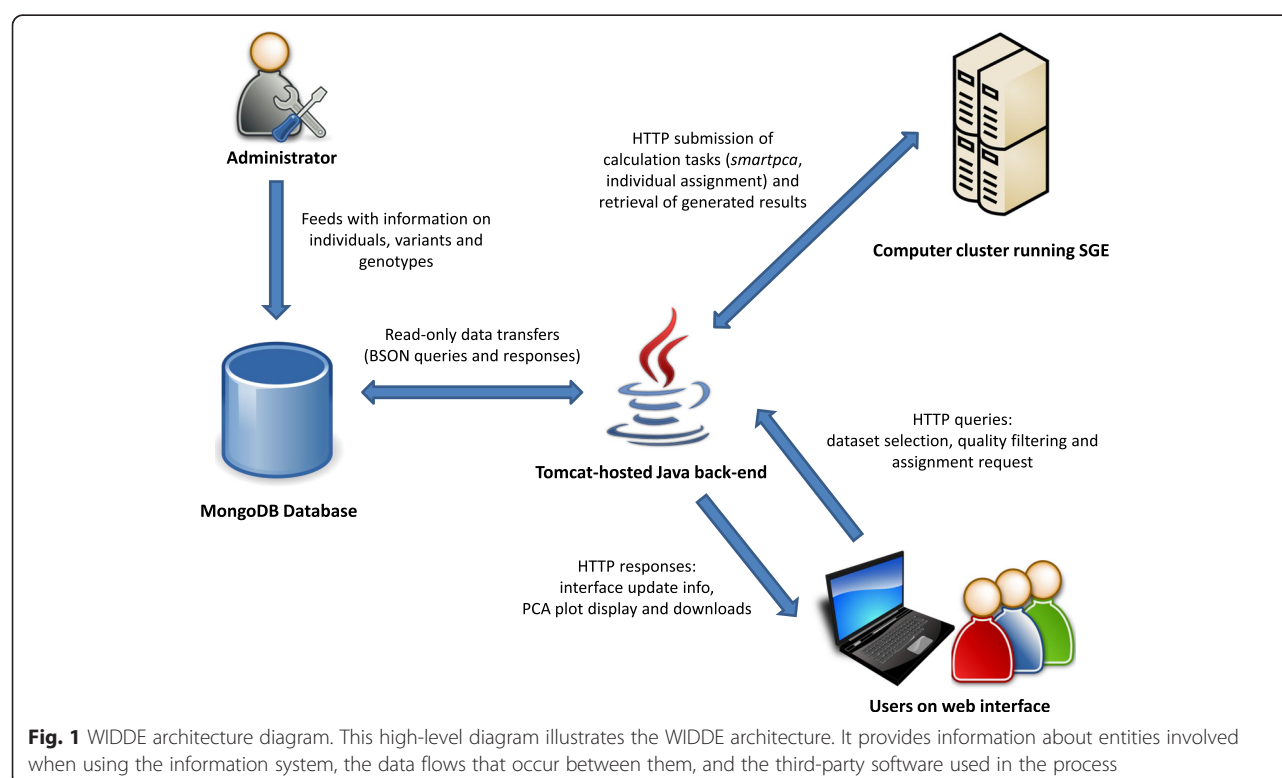 Administrator
Feeds with information on
individuals, variants and
genotypes
HTTP submission of
calculation tasks (smartpca,
individual assignment) and
retrieval of generated results
Computer cluster running SGE
Read-only data transfers
(BSON queries and responses)
MongoDB Database
Tomcat-hosted Java back-end
HTTP queries:
dataset selection, quality filtering and
assignment request
HTTP responses:
interface update info,
PCA plot display and downloads
Users on web interface
Fig. 1 WIDDE architecture diagram. This high-level diagram illustrates the WIDDE architecture. It provides information about entities involved
when using the information system, the data flows that occur between them, and the third-party software used in the process